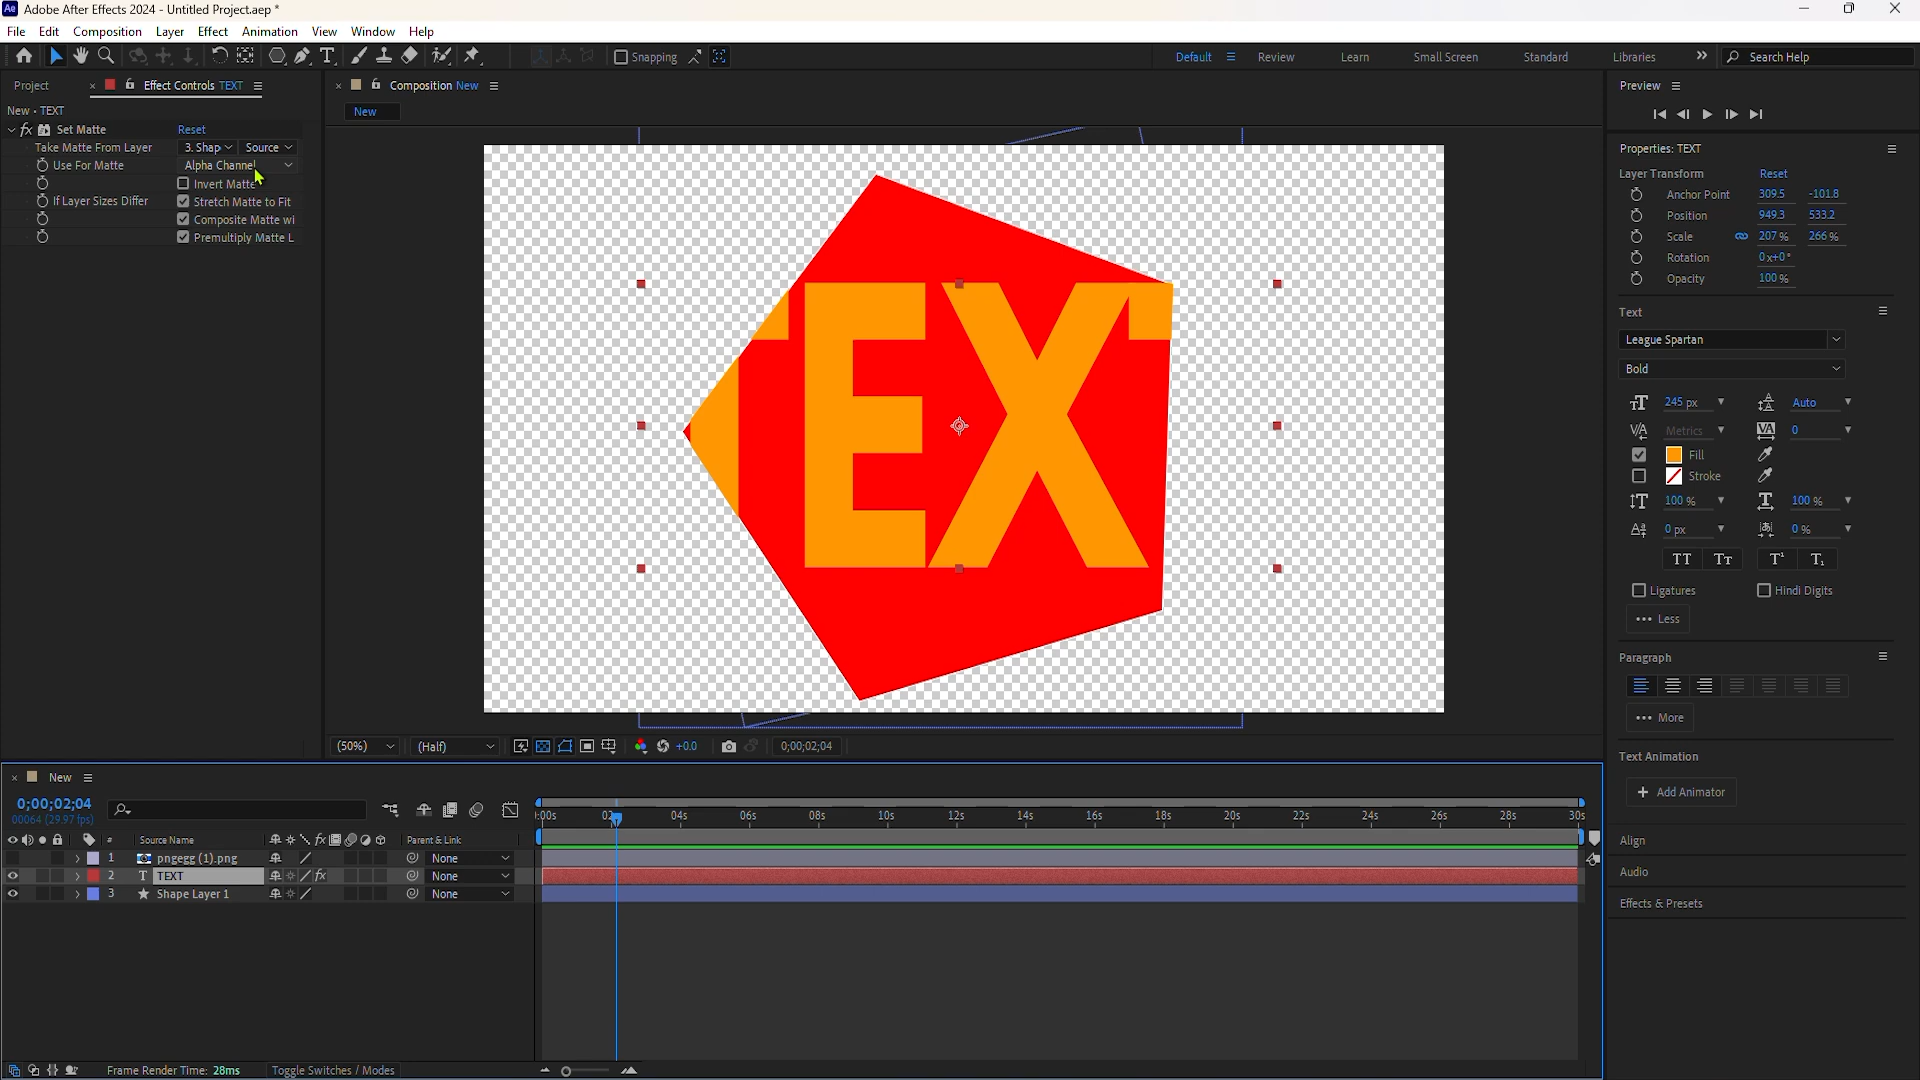 Ae Adobe After Effects 2024 - Untitled Project.aep *
File Edit Composition Layer Effect Animation View Window Help
Snapping Default Review Learn Small Screen Standard Libraries Search Help
Project Effect Controls TEXT
New • TEXT
fx Set Matte Reset
Take Matte From Layer 3. Shap Source
Use For Matte Alpha Channel
Invert Matte
If Layer Sizes Differ Stretch Matte to Fit
Composite Matte wi
Premultiply Matte L
Composition New
New
EX
(50%) (Half) +0.0 0;00;02;04
Preview
Properties: TEXT
Layer Transform Reset
Anchor Point 309.5 -101.8
Position 949.3 533.2
Scale 207 % 266 %
Rotation 0x+0°
Opacity 100 %
Text
League Spartan
Bold
245 px Auto
Metrics 0
Fill
Stroke
100 % 100 %
0 px 0 %
TT TT T¹ T₁
Ligatures Hindi Digits
••• Less
Paragraph
••• More
Text Animation
+ Add Animator
Align
Audio
Effects & Presets
New
0;00;02;04
00064 (29.97 fps)
:00s 02s 04s 06s 08s 10s 12s 14s 16s 18s 20s 22s 24s 26s 28s 30s
# Source Name fx Parent & Link
1 pngegg (1).png None
2 T TEXT fx None
3 Shape Layer 1 None
Frame Render Time: 28ms Toggle Switches / Modes